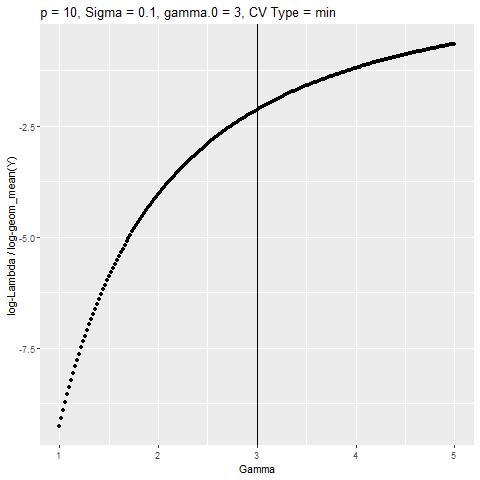 p = 10, Sigma = 0.1, gamma.0 = 3, CV Type = min
log-Lambda / log-geom_mean(Y)
-2.5
-5.0
-7.5
1 2 3 4 5
Gamma